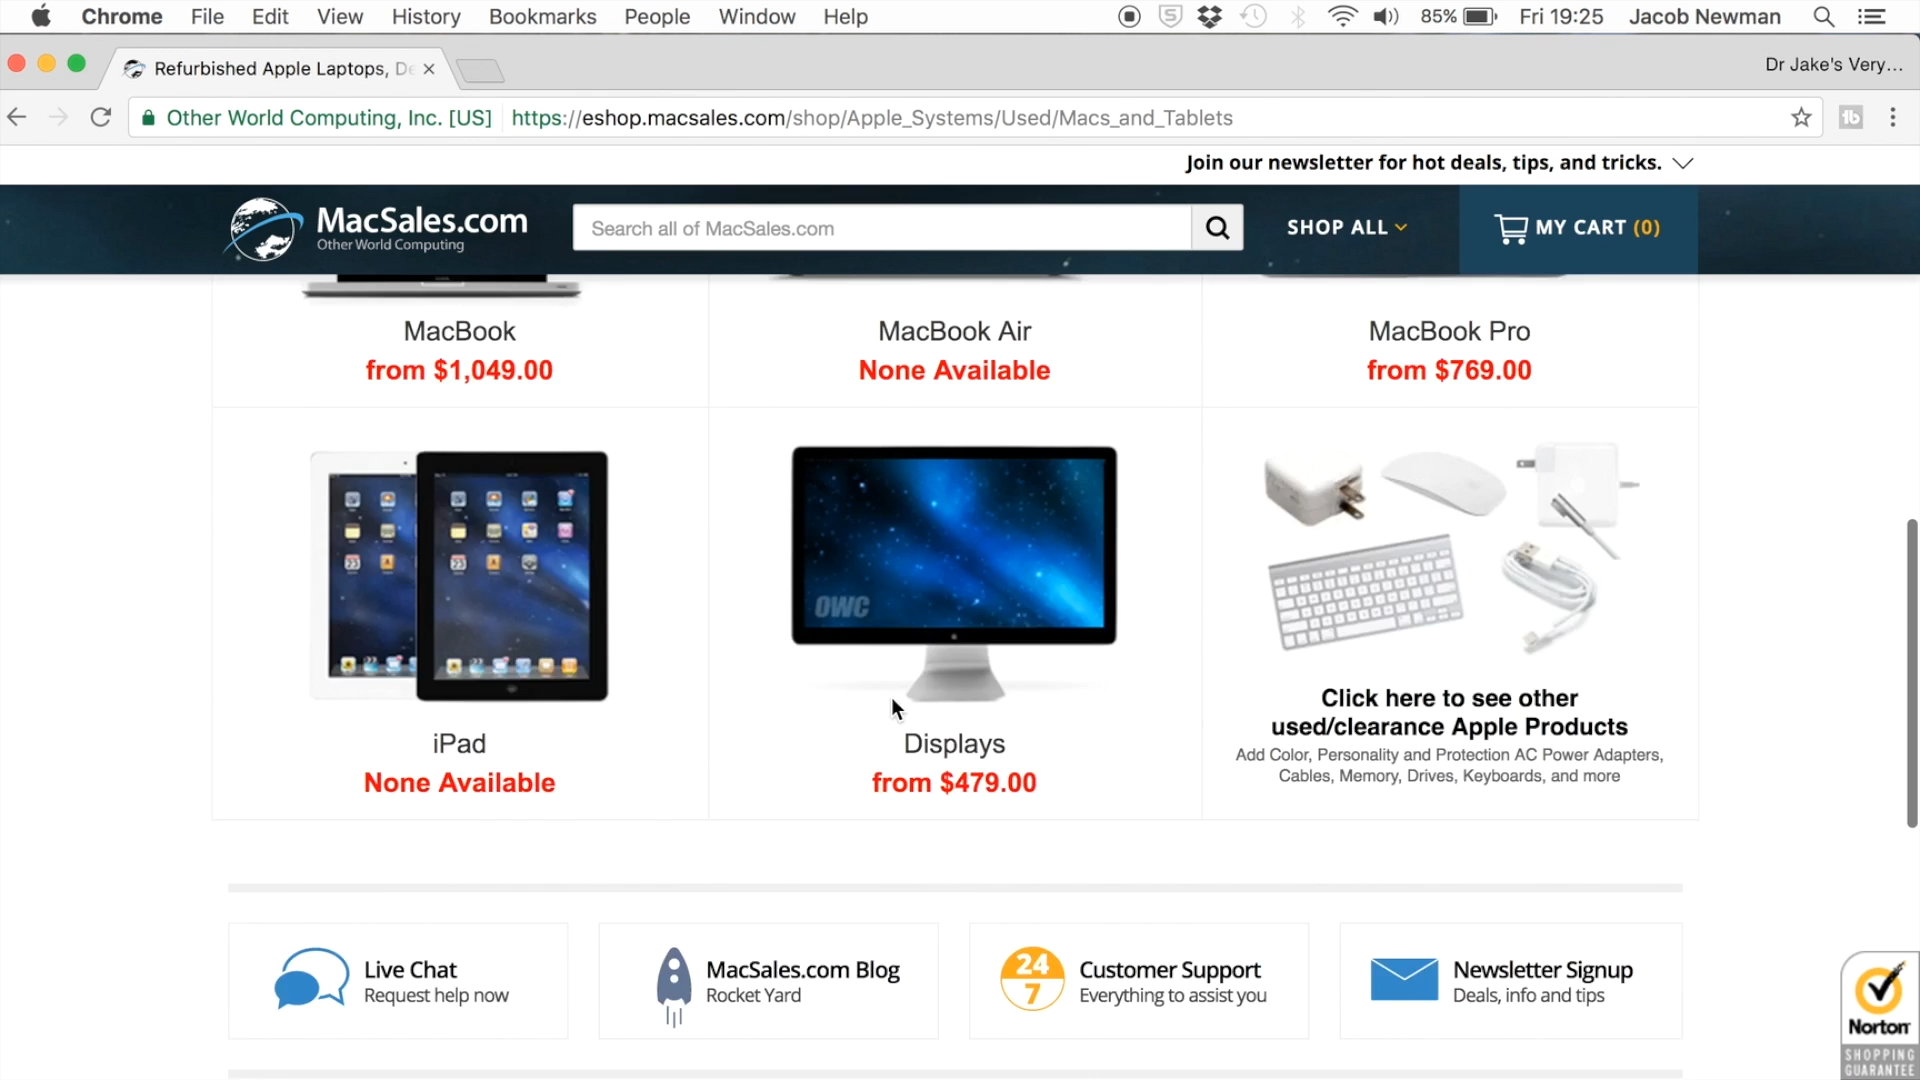 Chrome File Edit View History Bookmarks People Window Help 85% Fri 19:25 Jacob Newman
Refurbished Apple Laptops, De
Dr Jake's Very...
Other World Computing, Inc. [US] https://eshop.macsales.com/shop/Apple_Systems/Used/Macs_and_Tablets
Join our newsletter for hot deals, tips, and tricks.
MacSales.com
Other World Computing
Search all of MacSales.com
SHOP ALL
MY CART (0)
MacBook
from $1,049.00
MacBook Air
None Available
MacBook Pro
from $769.00
OWC
iPad
None Available
Displays
from $479.00
Click here to see other
used/clearance Apple Products
Add Color, Personality and Protection AC Power Adapters,
Cables, Memory, Drives, Keyboards, and more
Live Chat
Request help now
MacSales.com Blog
Rocket Yard
24
7
Customer Support
Everything to assist you
Newsletter Signup
Deals, info and tips
Norton
SHOPPING
GUARANTEE